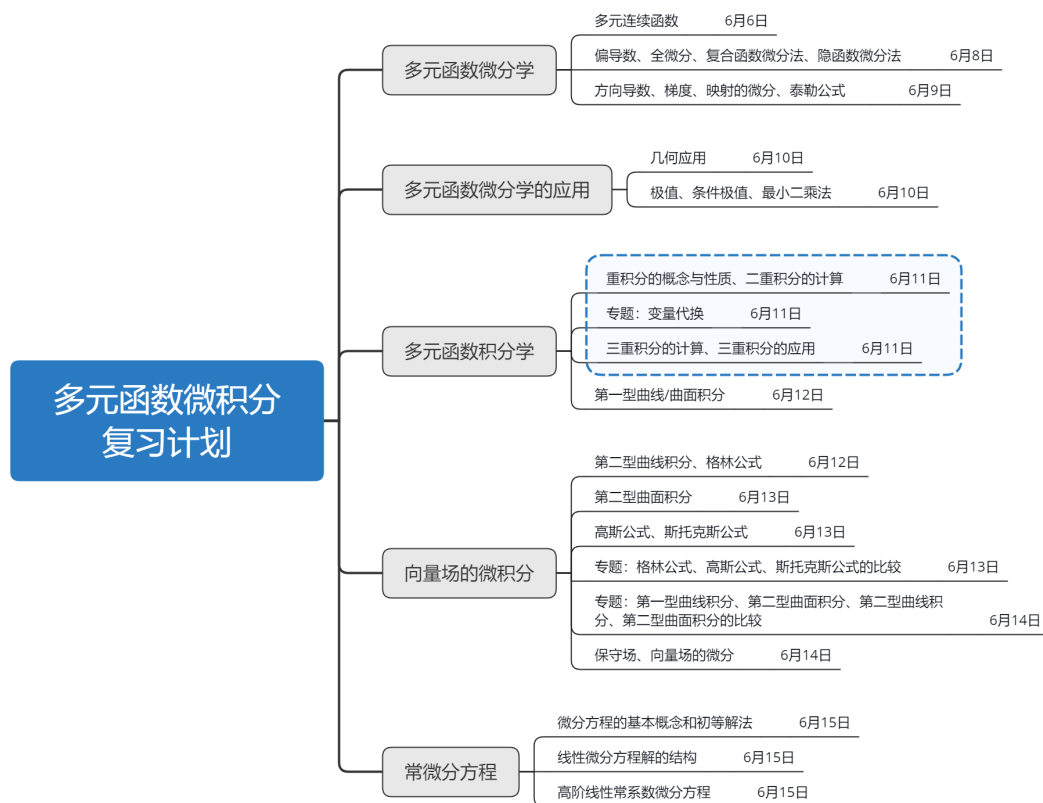 多元函数微积分
复习计划
多元函数微分学
多元连续函数 6月6日
偏导数、全微分、复合函数微分法、隐函数微分法 6月8日
方向导数、梯度、映射的微分、泰勒公式 6月9日
多元函数微分学的应用
几何应用 6月10日
极值、条件极值、最小二乘法 6月10日
多元函数积分学
重积分的概念与性质、二重积分的计算 6月11日
专题：变量代换 6月11日
三重积分的计算、三重积分的应用 6月11日
第一型曲线/曲面积分 6月12日
向量场的微积分
第二型曲线积分、格林公式 6月12日
第二型曲面积分 6月13日
高斯公式、斯托克斯公式 6月13日
专题：格林公式、高斯公式、斯托克斯公式的比较 6月13日
专题：第一型曲线积分、第二型曲面积分、第二型曲线积
分、第二型曲面积分的比较 6月14日
保守场、向量场的微分 6月14日
常微分方程
微分方程的基本概念和初等解法 6月15日
线性微分方程解的结构 6月15日
高阶线性常系数微分方程 6月15日